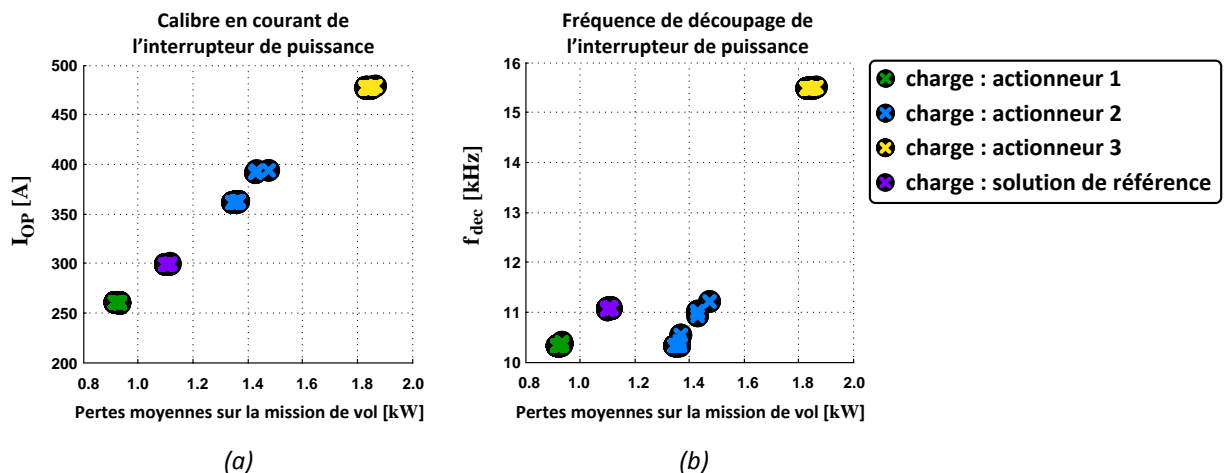 Calibre en courant de
l'interrupteur de puissance
500
450
400
350
300
250
200
I_OP [A]
0.8 1.0 1.2 1.4 1.6 1.8 2.0
Pertes moyennes sur la mission de vol [kW]
(a)
Fréquence de découpage de
l'interrupteur de puissance
16
15
14
13
12
11
10
f_dec [kHz]
0.8 1.0 1.2 1.4 1.6 1.8 2.0
Pertes moyennes sur la mission de vol [kW]
(b)
charge : actionneur 1
charge : actionneur 2
charge : actionneur 3
charge : solution de référence